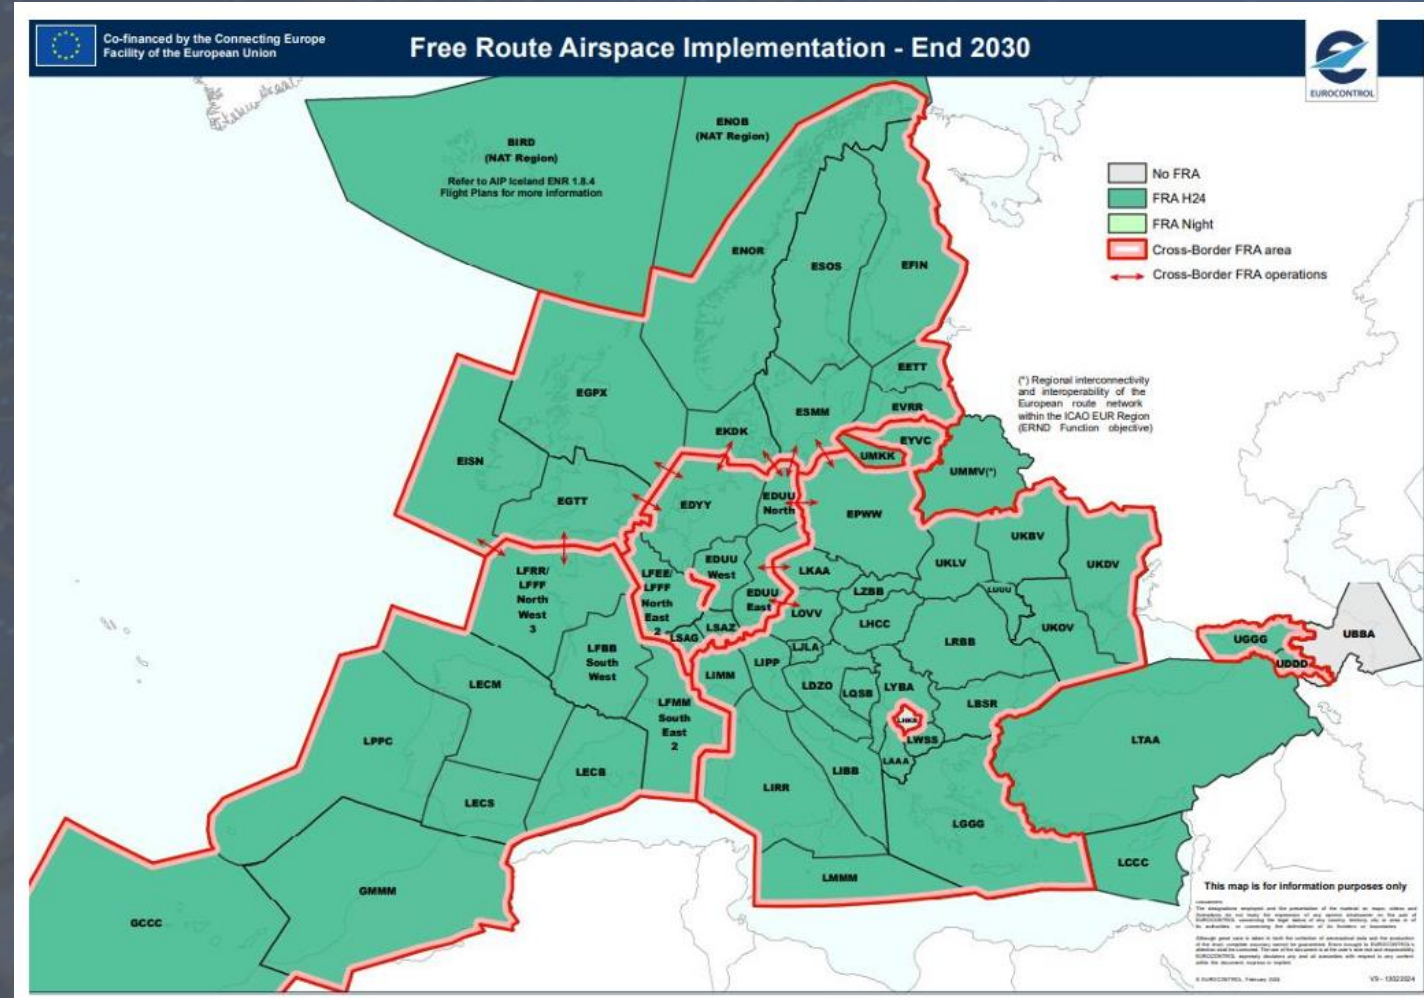 Co-financed by the Connecting Europe
Facility of the European Union
Free Route Airspace Implementation - End 2030
EUROCONTROL
BIRD
(NAT Region)
Refer to AIP Iceland ENR 1.8.4
Flight Plans for more information
ENOB
(NAT Region)
No FRA
FRA H24
FRA Night
Cross-Border FRA area
Cross-Border FRA operations
(*) Regional interconnectivity
and interoperability of the
European route network
within the ICAO EUR Region
(ERND Function objective)
ENOR
ESOS
EFIN
EETT
EGPX
ESMM
EVRR
EKDK
EYVC
UMKK
EISN
UMMV(*)
EGTT
EDYY
EDUU
North
EPWW
UKBV
UKLV
UKDV
LFRR/
LFFF
North
West
3
LFEE/
LFFF
North
East
2
EDUU
West
EDUU
East
LKAA
LZBB
LUUU
LOVV
LHCC
UKOV
LSAG
LSAZ
LRBB
UGGG
UBBA
UDDD
LFBB
South
West
LIMM
LIPP
LJLA
LDZO
LQSB
LYBA
LBSR
LECM
LFMM
South
East
2
LPPC
LWSS
LTAA
LAAA
LECB
LIBB
LIRR
LECS
LGGG
LCCC
LMMM
GMMM
GCCC
This map is for information purposes only
© EUROCONTROL, February 2024
V9 - 13022024